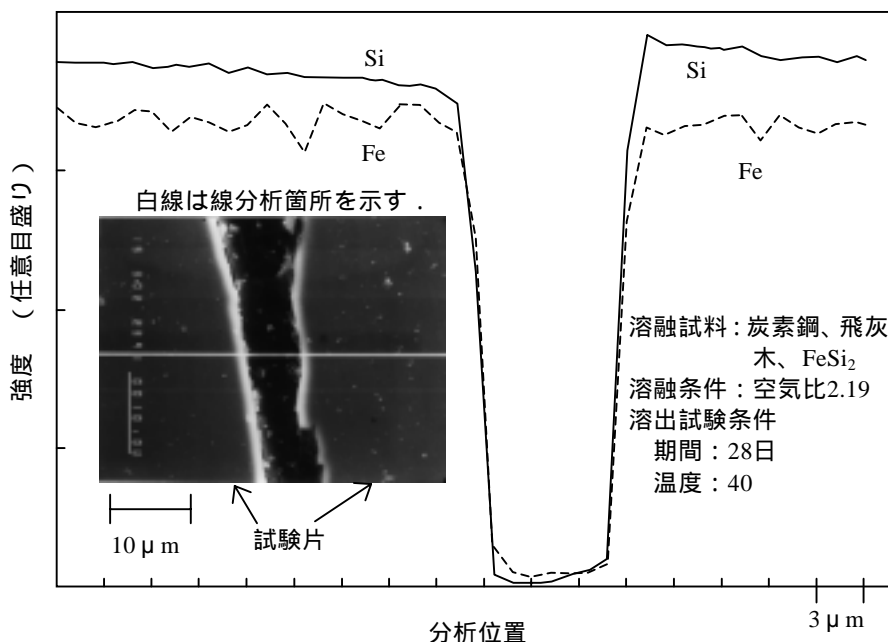 Si
Si
Fe
Fe
白線は線分析箇所を示す．
強度 （任意目盛り）
溶融試料：炭素鋼、飛灰
木、FeSi₂
溶融条件：空気比2.19
溶出試験条件
期間：28日
温度：40
10μm
試験片
3μm
分析位置